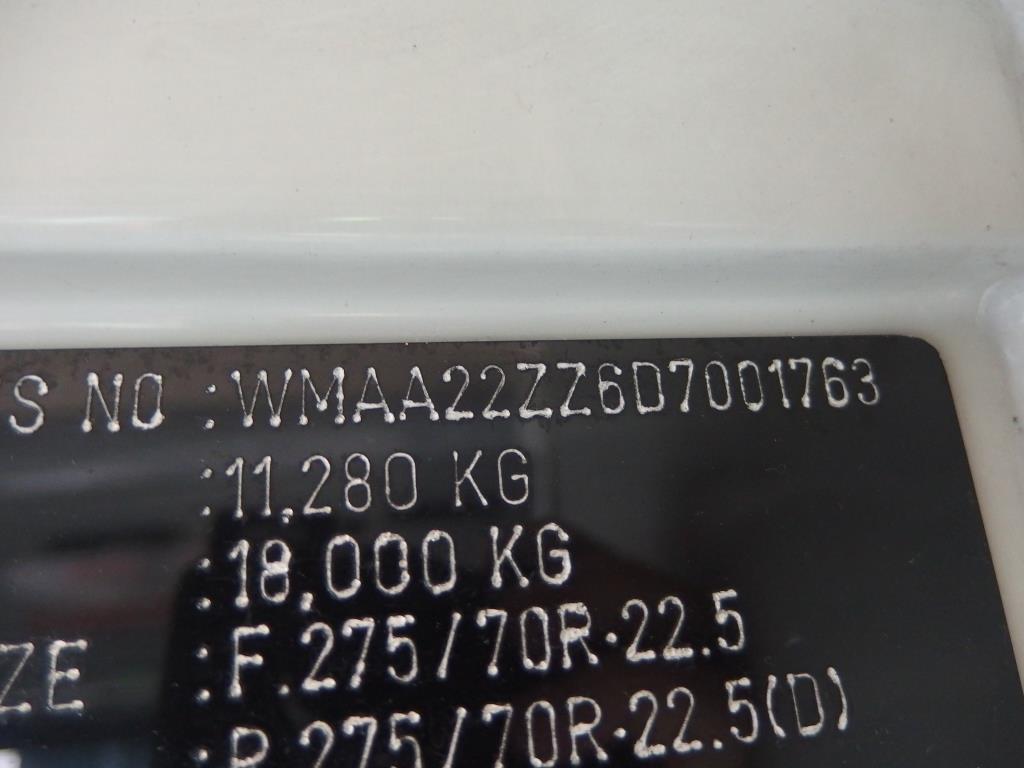 S NO :WMAA22ZZ6D7001763
:11,280 KG
:18,000 KG
ZE :F.275/70R·22.5
:R.275/70R·22.5(D)